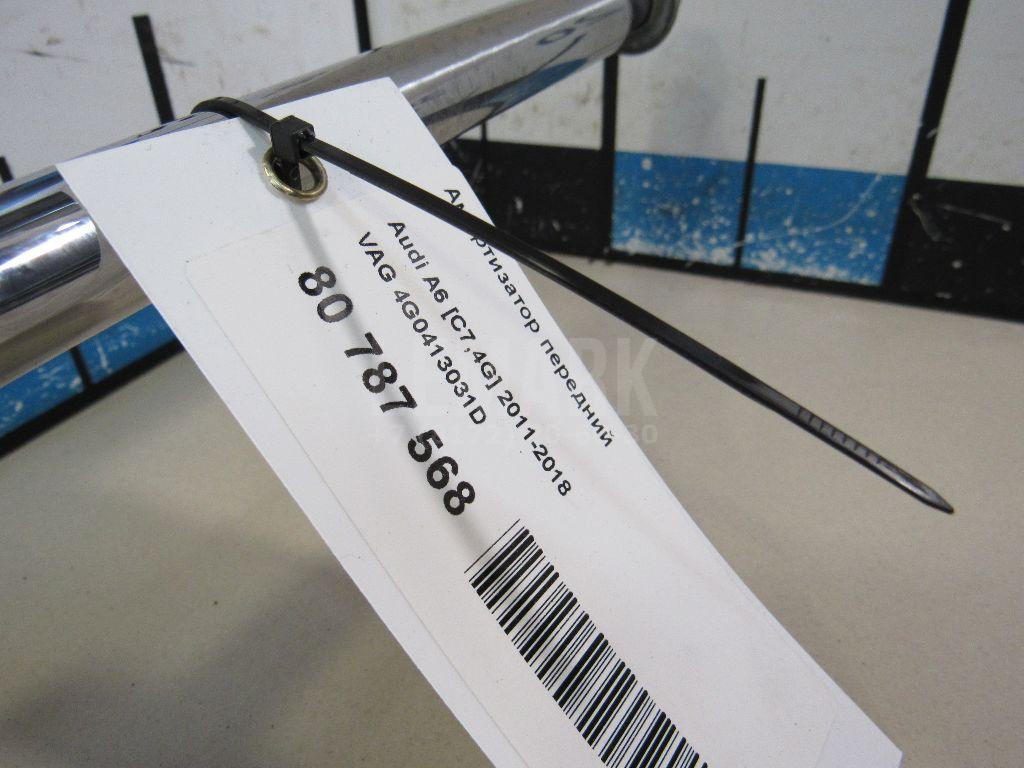 Амортизатор передний
Audi A6 [C7,4G] 2011-2018
VAG 4G0413031D
80 787 568